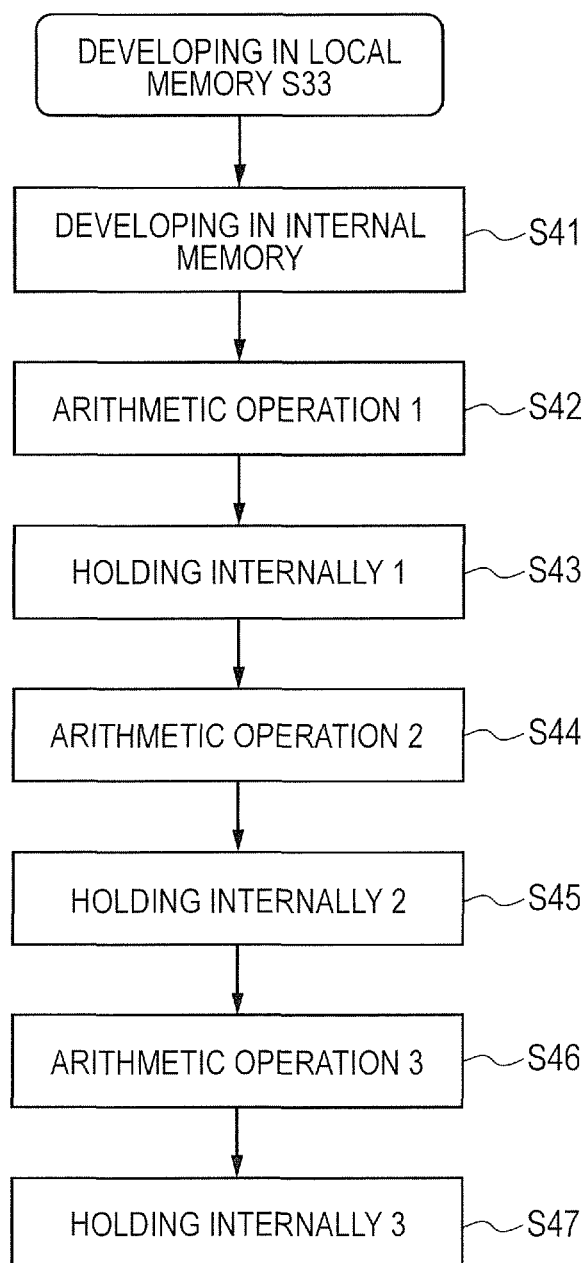 DEVELOPING IN LOCAL
MEMORY S33
DEVELOPING IN INTERNAL
MEMORY
S41
ARITHMETIC OPERATION 1
S42
HOLDING INTERNALLY 1
S43
ARITHMETIC OPERATION 2
S44
HOLDING INTERNALLY 2
S45
ARITHMETIC OPERATION 3
S46
HOLDING INTERNALLY 3
S47